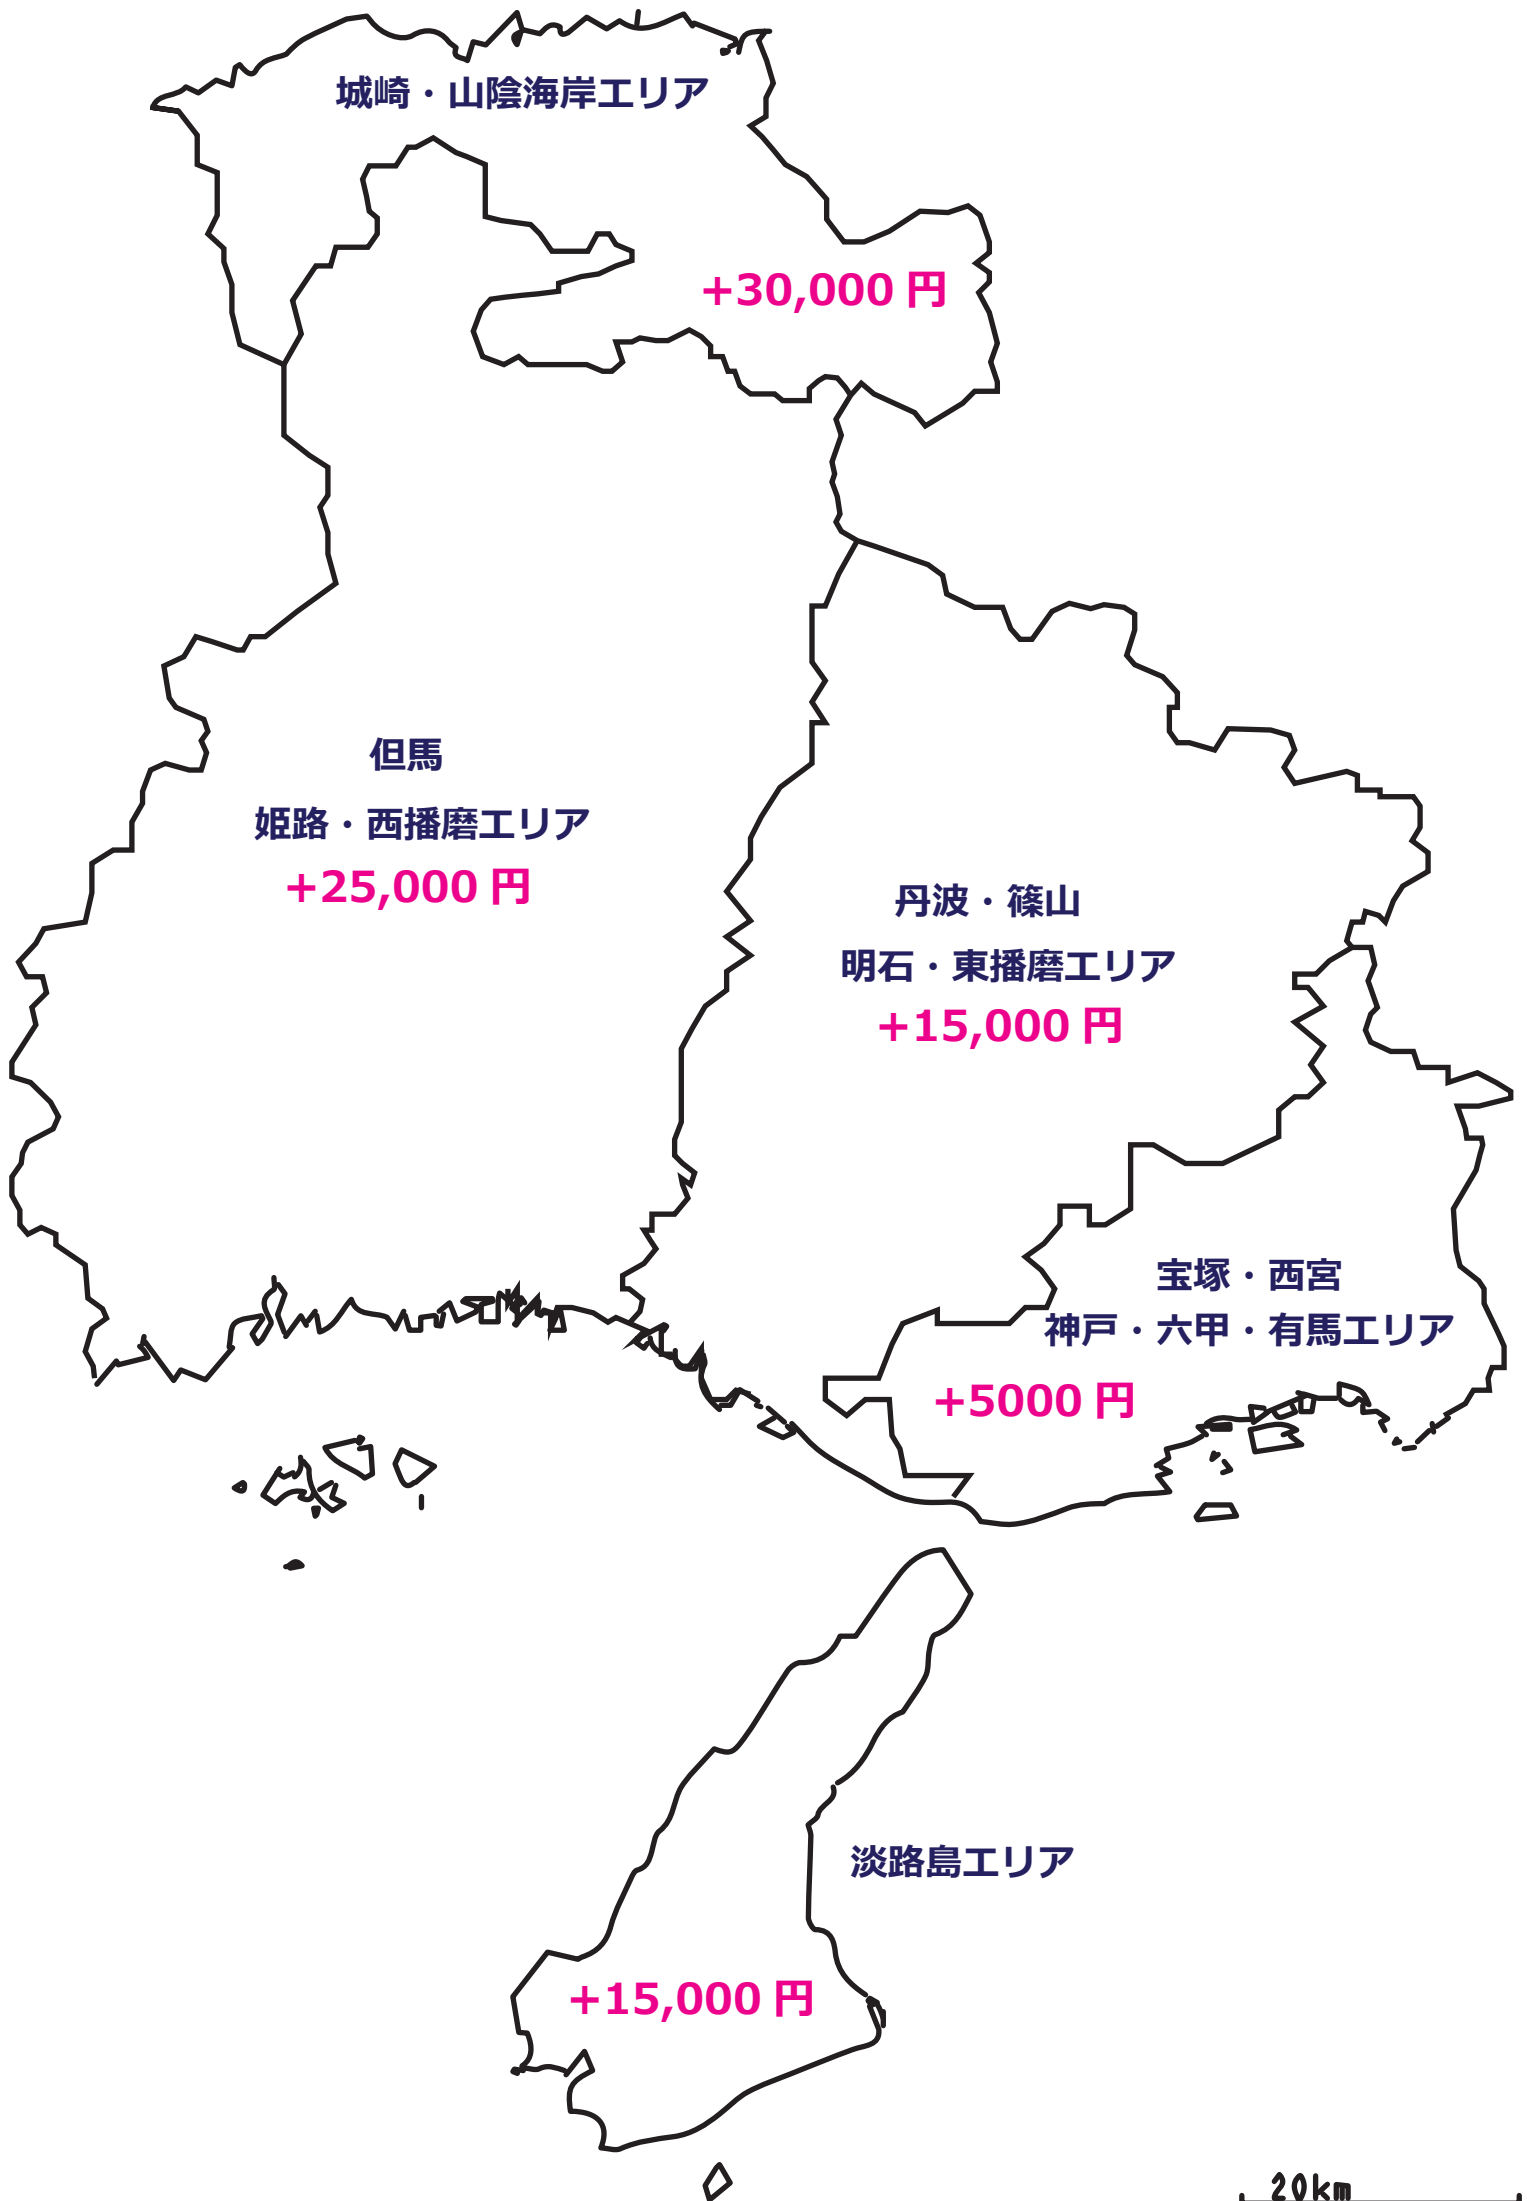 城崎・山陰海岸エリア
+30,000 円
但馬
姫路・西播磨エリア
+25,000 円
丹波・篠山
明石・東播磨エリア
+15,000 円
宝塚・西宮
神戸・六甲・有馬エリア
+5000 円
淡路島エリア
+15,000 円
20km